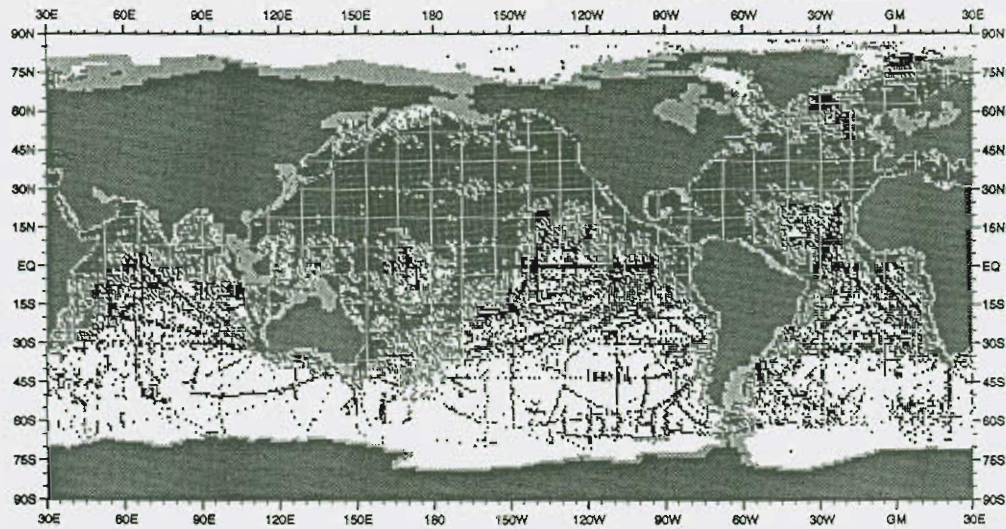 30E 60E 90E 120E 150E 180 150W 120W 90W 60W 30W GM 30E
90N 90N
75N 75N
60N 60N
45N 45N
30N 30N
15N 15N
EQ EQ
15S 15S
30S 30S
45S 45S
60S 60S
75S 75S
90S 90S
30E 60E 90E 120E 150E 180 150W 120W 90W 60W 30W GM 30E